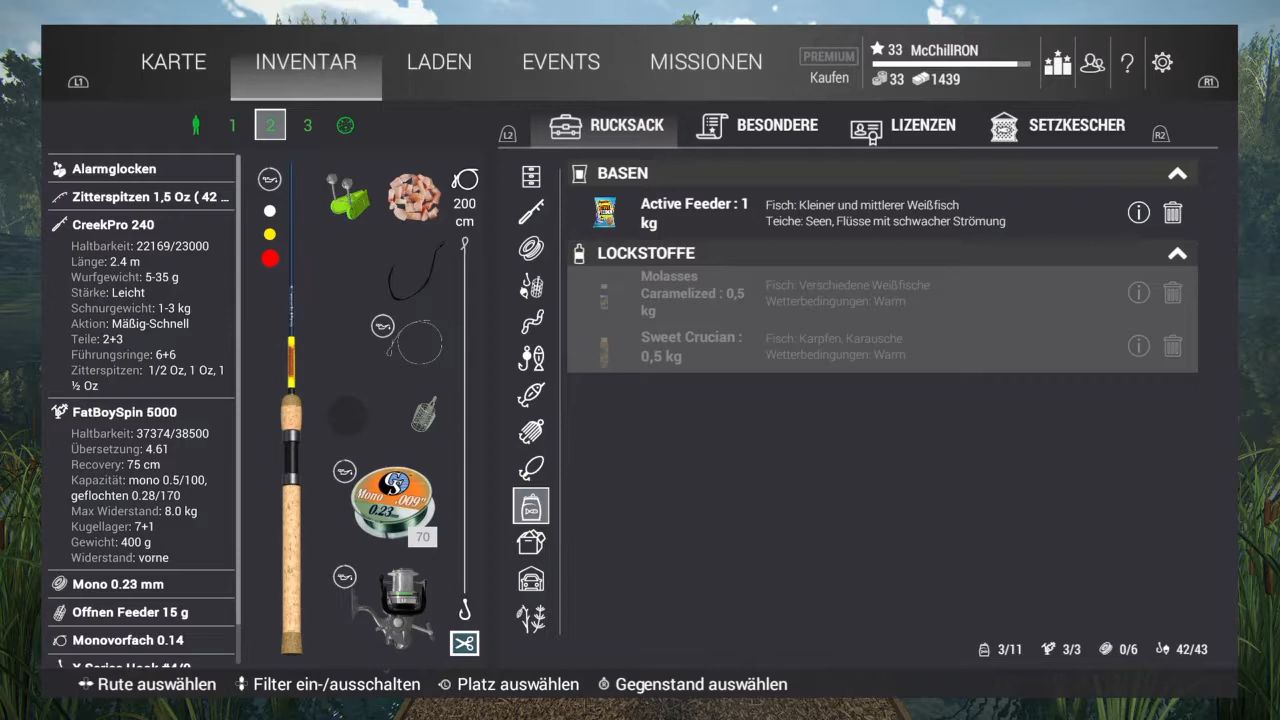 KARTE
INVENTAR
LADEN
EVENTS
MISSIONEN
PREMIUM
Kaufen
33 McChillRON
33 1439
?
L1
R1
1
2
3
L2
RUCKSACK
BESONDERE
LIZENZEN
SETZKESCHER
R2
Alarmglocken
Zitterspitzen 1,5 Oz ( 42 ...
CreekPro 240
Haltbarkeit: 22169/23000
Länge: 2.4 m
Wurfgewicht: 5-35 g
Stärke: Leicht
Schnurgewicht: 1-3 kg
Aktion: Mäßig-Schnell
Teile: 2+3
Führungsringe: 6+6
Zitterspitzen: 1/2 Oz, 1 Oz, 1
½ Oz
FatBoySpin 5000
Haltbarkeit: 37374/38500
Übersetzung: 4.61
Recovery: 75 cm
Kapazität: mono 0.5/100,
geflochten 0.28/170
Max Widerstand: 8.0 kg
Kugellager: 7+1
Gewicht: 400 g
Widerstand: vorne
Mono 0.23 mm
Offnen Feeder 15 g
Monovorfach 0.14
X Series Hook #4/0
200
cm
Mono .009"
0.23
70
BASEN
Active Feeder : 1
kg
Fisch: Kleiner und mittlerer Weißfisch
Teiche: Seen, Flüsse mit schwacher Strömung
LOCKSTOFFE
Molasses
Caramelized : 0,5
kg
Fisch: Verschiedene Weißfische
Wetterbedingungen: Warm
Sweet Crucian :
0,5 kg
Fisch: Karpfen, Karausche
Wetterbedingungen: Warm
3/11
3/3
0/6
42/43
Rute auswählen
Filter ein-/ausschalten
Platz auswählen
Gegenstand auswählen